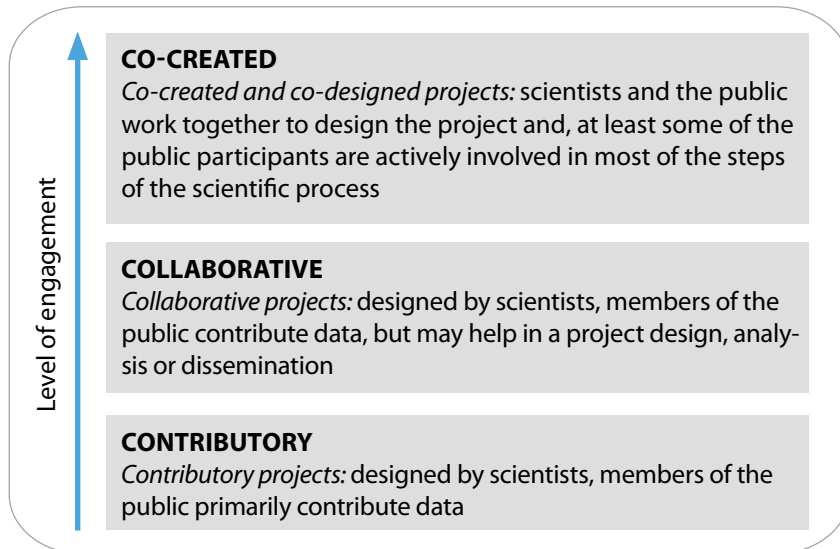 Level of engagement
CO-CREATED
Co-created and co-designed projects: scientists and the public
work together to design the project and, at least some of the
public participants are actively involved in most of the steps
of the scientific process
COLLABORATIVE
Collaborative projects: designed by scientists, members of the
public contribute data, but may help in a project design, analy-
sis or dissemination
CONTRIBUTORY
Contributory projects: designed by scientists, members of the
public primarily contribute data